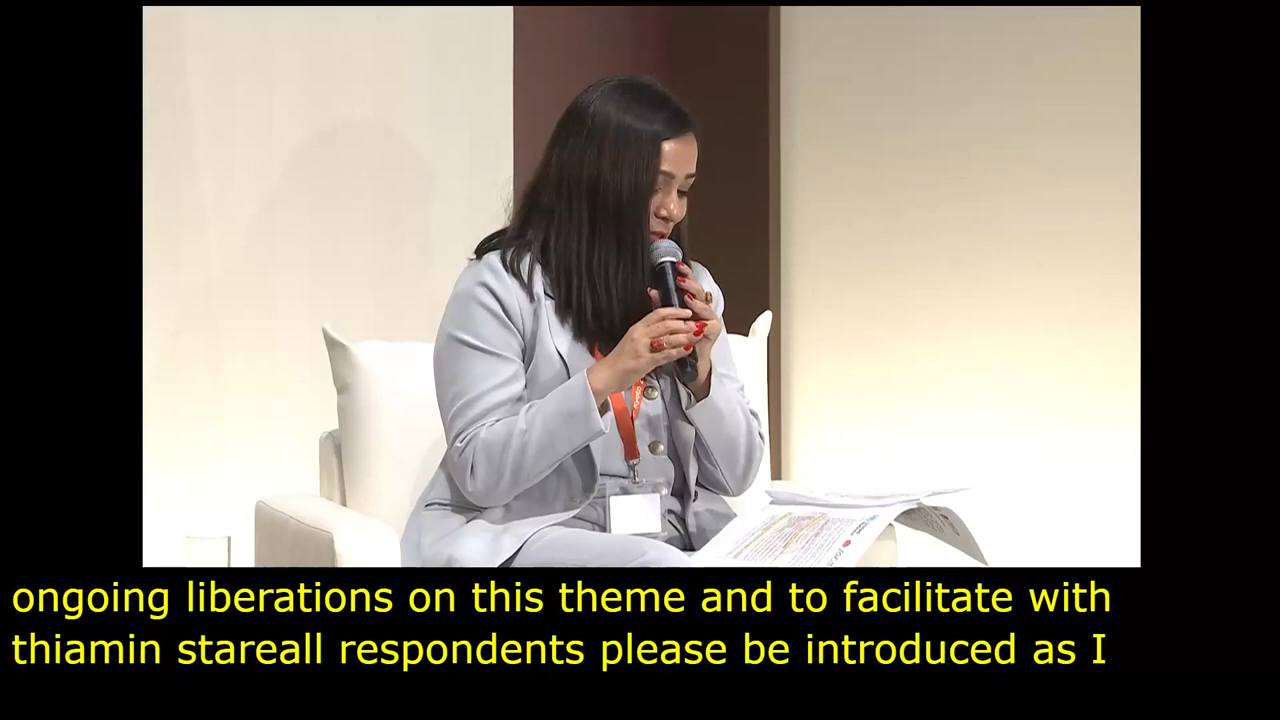 ongoing liberations on this theme and to facilitate with
thiamin stareall respondents please be introduced as I